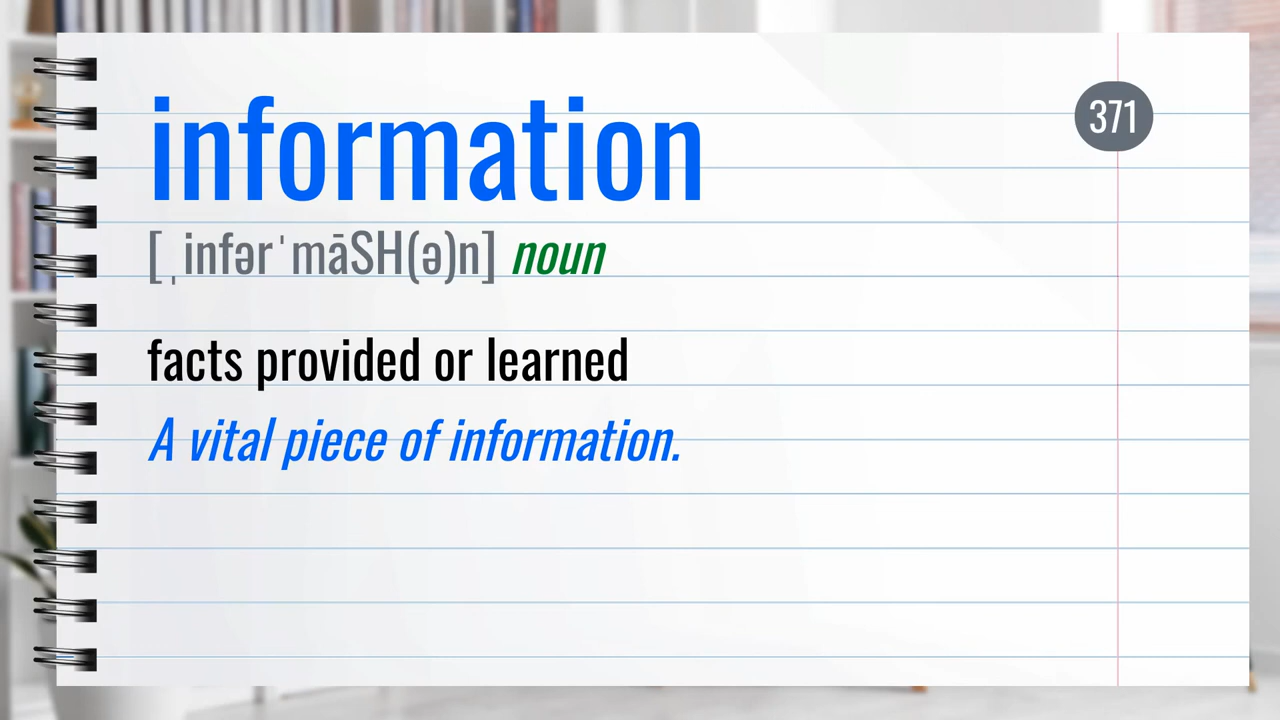 information
371
[ˌinfərˈmāSH(ə)n] noun
facts provided or learned
A vital piece of information.